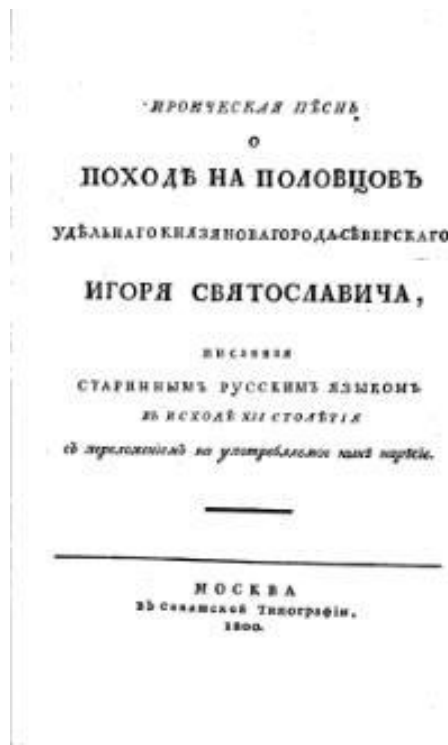 ИРОИЧЕСКАЯ ПѢСНЬ
О
ПОХОДѢ НА ПОЛОВЦОВЪ
УДѢЛЬНАГО КНЯЗЯ НОВАГОРОДА-СѢВЕРСКАГО
ИГОРЯ СВЯТОСЛАВИЧА,
ПИСАННАЯ
СТАРИННЫМЪ РУССКИМЪ ЯЗЫКОМЪ
ВЪ ИСХОДѢ XII СТОЛѢТІЯ
съ переложеніемъ на употребляемое нынѣ нарѣчіе.
МОСКВА
Въ Сенатской Типографіи,
1800.